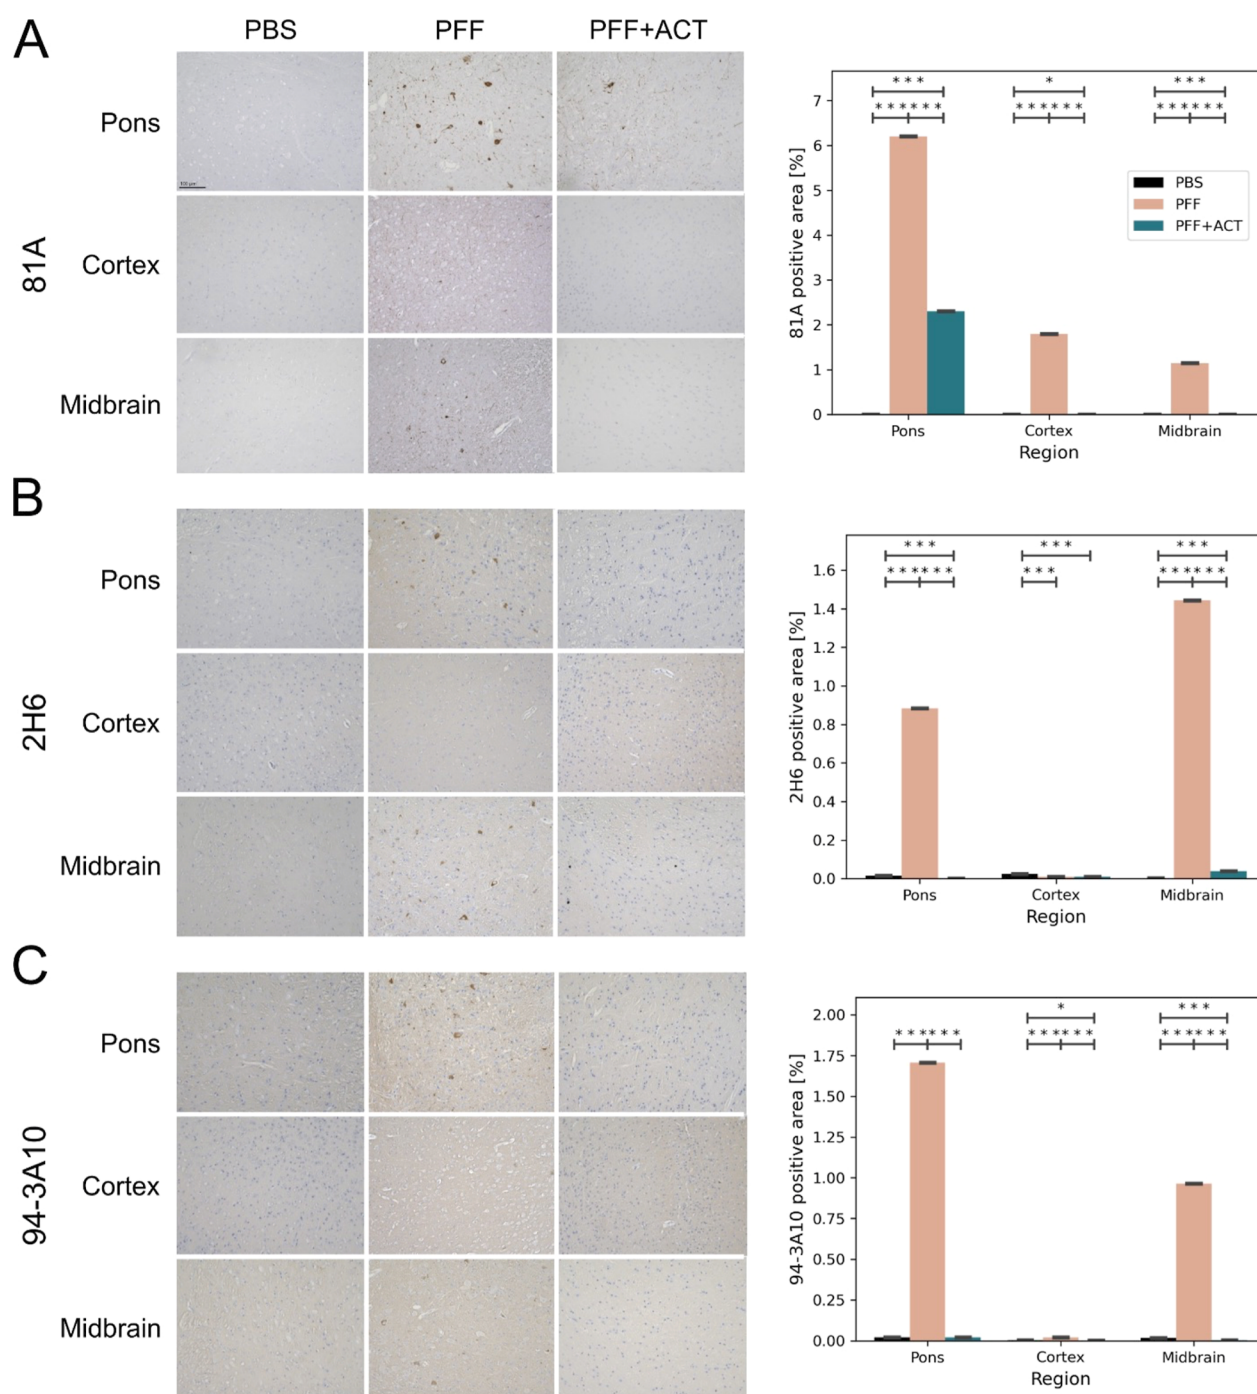 A
PBS
PFF
PFF+ACT
Pons
Cortex
Midbrain
81A
100 μm
81A positive area [%]
7
6
5
4
3
2
1
0
* * *
* * * * * *
*
* * * * * *
* * *
* * * * * *
PBS
PFF
PFF+ACT
Pons
Cortex
Midbrain
Region
B
Pons
Cortex
Midbrain
2H6
2H6 positive area [%]
1.6
1.4
1.2
1.0
0.8
0.6
0.4
0.2
0.0
* * *
* * * * * *
* * *
* * *
* * *
* * * * * *
Pons
Cortex
Midbrain
Region
C
Pons
Cortex
Midbrain
94-3A10
94-3A10 positive area [%]
2.00
1.75
1.50
1.25
1.00
0.75
0.50
0.25
0.00
* * * * * *
*
* * * * * *
* * *
* * * * * *
Pons
Cortex
Midbrain
Region